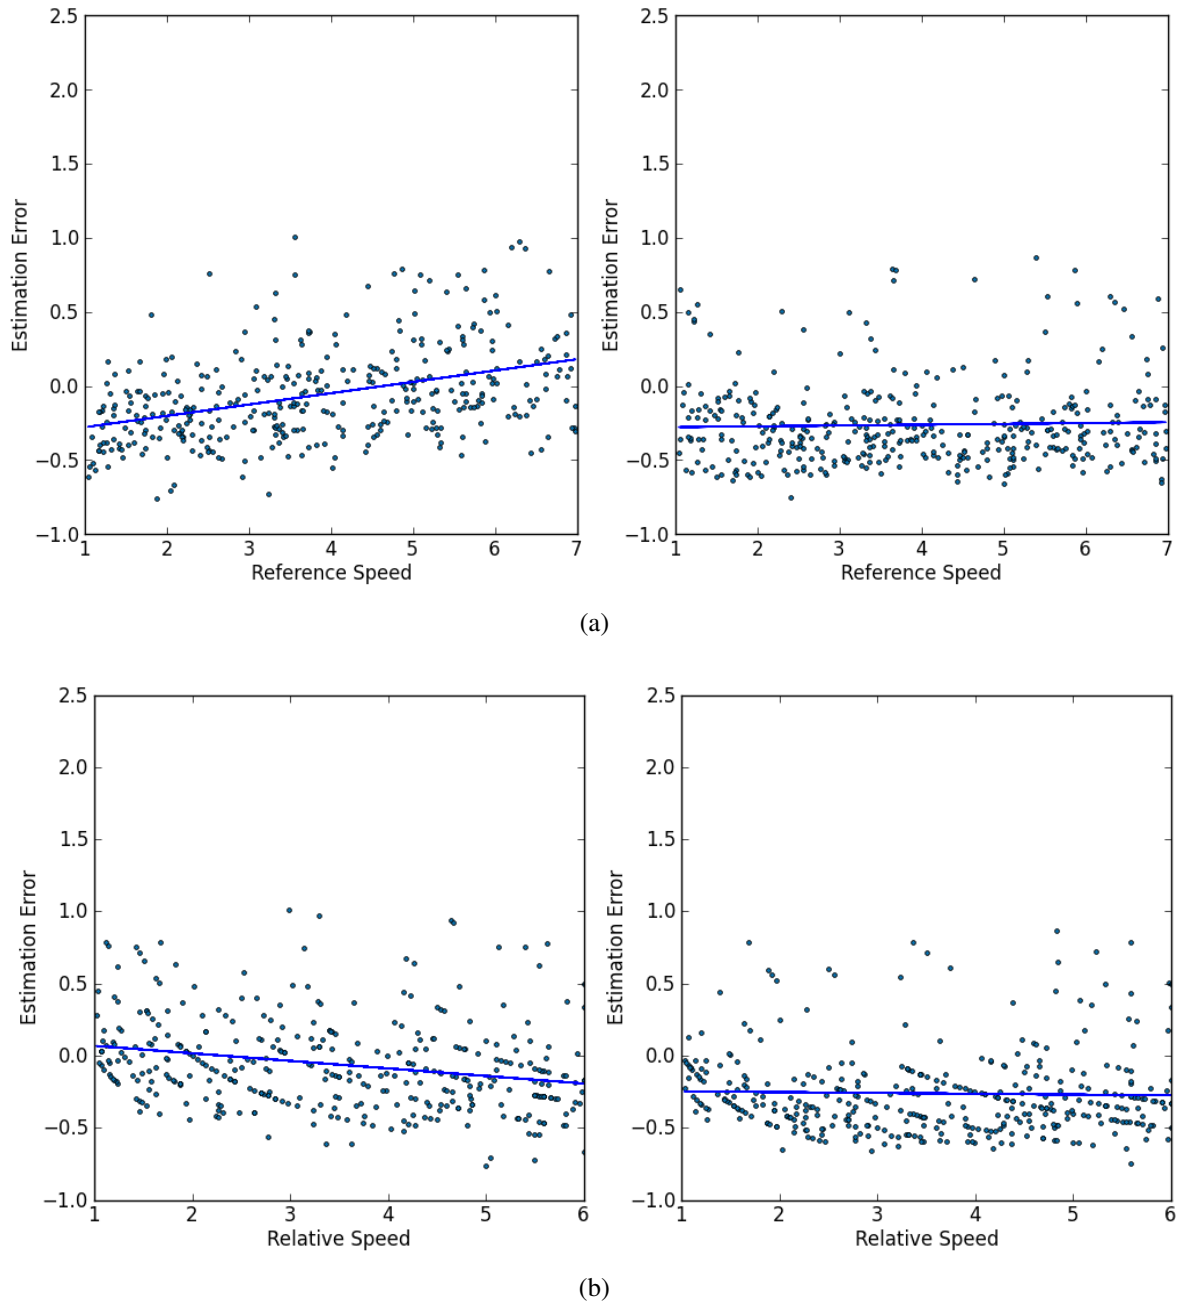 2.5 2.5
2.0 2.0
1.5 1.5
1.0 1.0
0.5 0.5
0.0 0.0
−0.5 −0.5
−1.0 −1.0
Estimation Error Estimation Error
1 2 3 4 5 6 7 1 2 3 4 5 6 7
Reference Speed Reference Speed
(a)
2.5 2.5
2.0 2.0
1.5 1.5
1.0 1.0
0.5 0.5
0.0 0.0
−0.5 −0.5
−1.0 −1.0
Estimation Error Estimation Error
1 2 3 4 5 6 1 2 3 4 5 6
Relative Speed Relative Speed
(b)